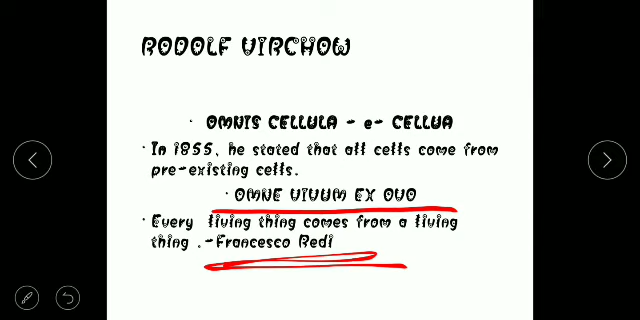 RODOLF VIRCHOW
· OMNIS CELLULA - e- CELLUA
· In 1855, he stated that all cells come from
pre-existing cells.
· OMNE VIVUM EX OVO
· Every living thing comes from a living
thing .-Francesco Redi